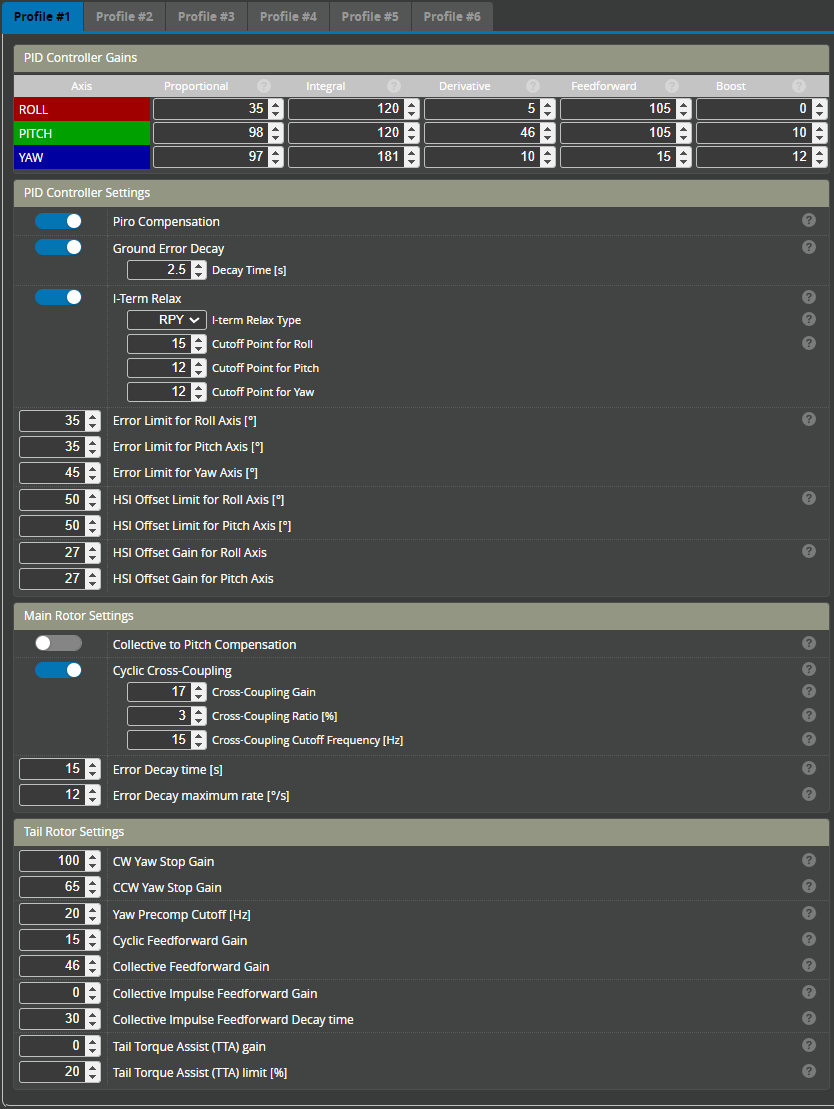 Profile #1 Profile #2 Profile #3 Profile #4 Profile #5 Profile #6
PID Controller Gains
Axis Proportional ? Integral ? Derivative ? Feedforward ? Boost ?
ROLL 35 120 5 105 0
PITCH 98 120 46 105 10
YAW 97 181 10 15 12
PID Controller Settings
Piro Compensation ?
Ground Error Decay ?
2.5 Decay Time [s]
I-Term Relax ?
RPY I-term Relax Type ?
15 Cutoff Point for Roll ?
12 Cutoff Point for Pitch
12 Cutoff Point for Yaw
35 Error Limit for Roll Axis [°] ?
35 Error Limit for Pitch Axis [°]
45 Error Limit for Yaw Axis [°]
50 HSI Offset Limit for Roll Axis [°] ?
50 HSI Offset Limit for Pitch Axis [°]
27 HSI Offset Gain for Roll Axis ?
27 HSI Offset Gain for Pitch Axis
Main Rotor Settings
Collective to Pitch Compensation ?
Cyclic Cross-Coupling ?
17 Cross-Coupling Gain ?
3 Cross-Coupling Ratio [%] ?
15 Cross-Coupling Cutoff Frequency [Hz] ?
15 Error Decay time [s] ?
12 Error Decay maximum rate [°/s] ?
Tail Rotor Settings
100 CW Yaw Stop Gain ?
65 CCW Yaw Stop Gain ?
20 Yaw Precomp Cutoff [Hz] ?
15 Cyclic Feedforward Gain ?
46 Collective Feedforward Gain ?
0 Collective Impulse Feedforward Gain ?
30 Collective Impulse Feedforward Decay time ?
0 Tail Torque Assist (TTA) gain ?
20 Tail Torque Assist (TTA) limit [%] ?